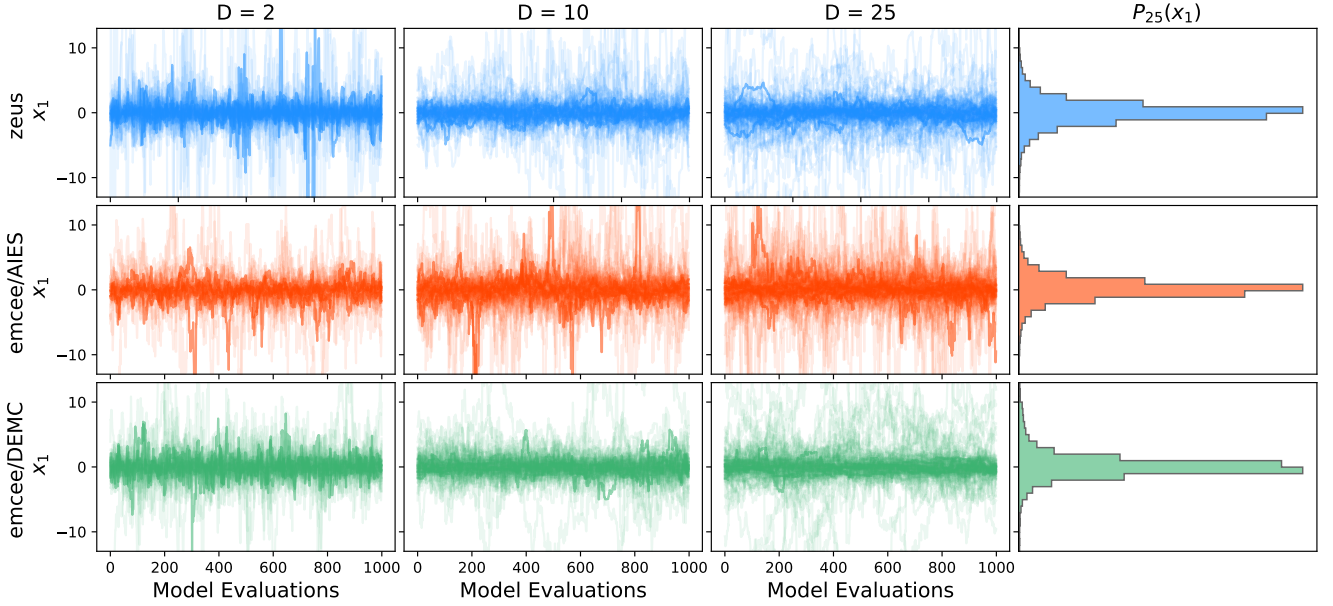 D = 2 D = 10 D = 25 P₂₅(x₁)
zeus
x₁
10
0
−10
emcee/AIES
x₁
10
0
−10
emcee/DEMC
x₁
10
0
−10
0 200 400 600 800 1000 0 200 400 600 800 1000 0 200 400 600 800 1000
Model Evaluations Model Evaluations Model Evaluations